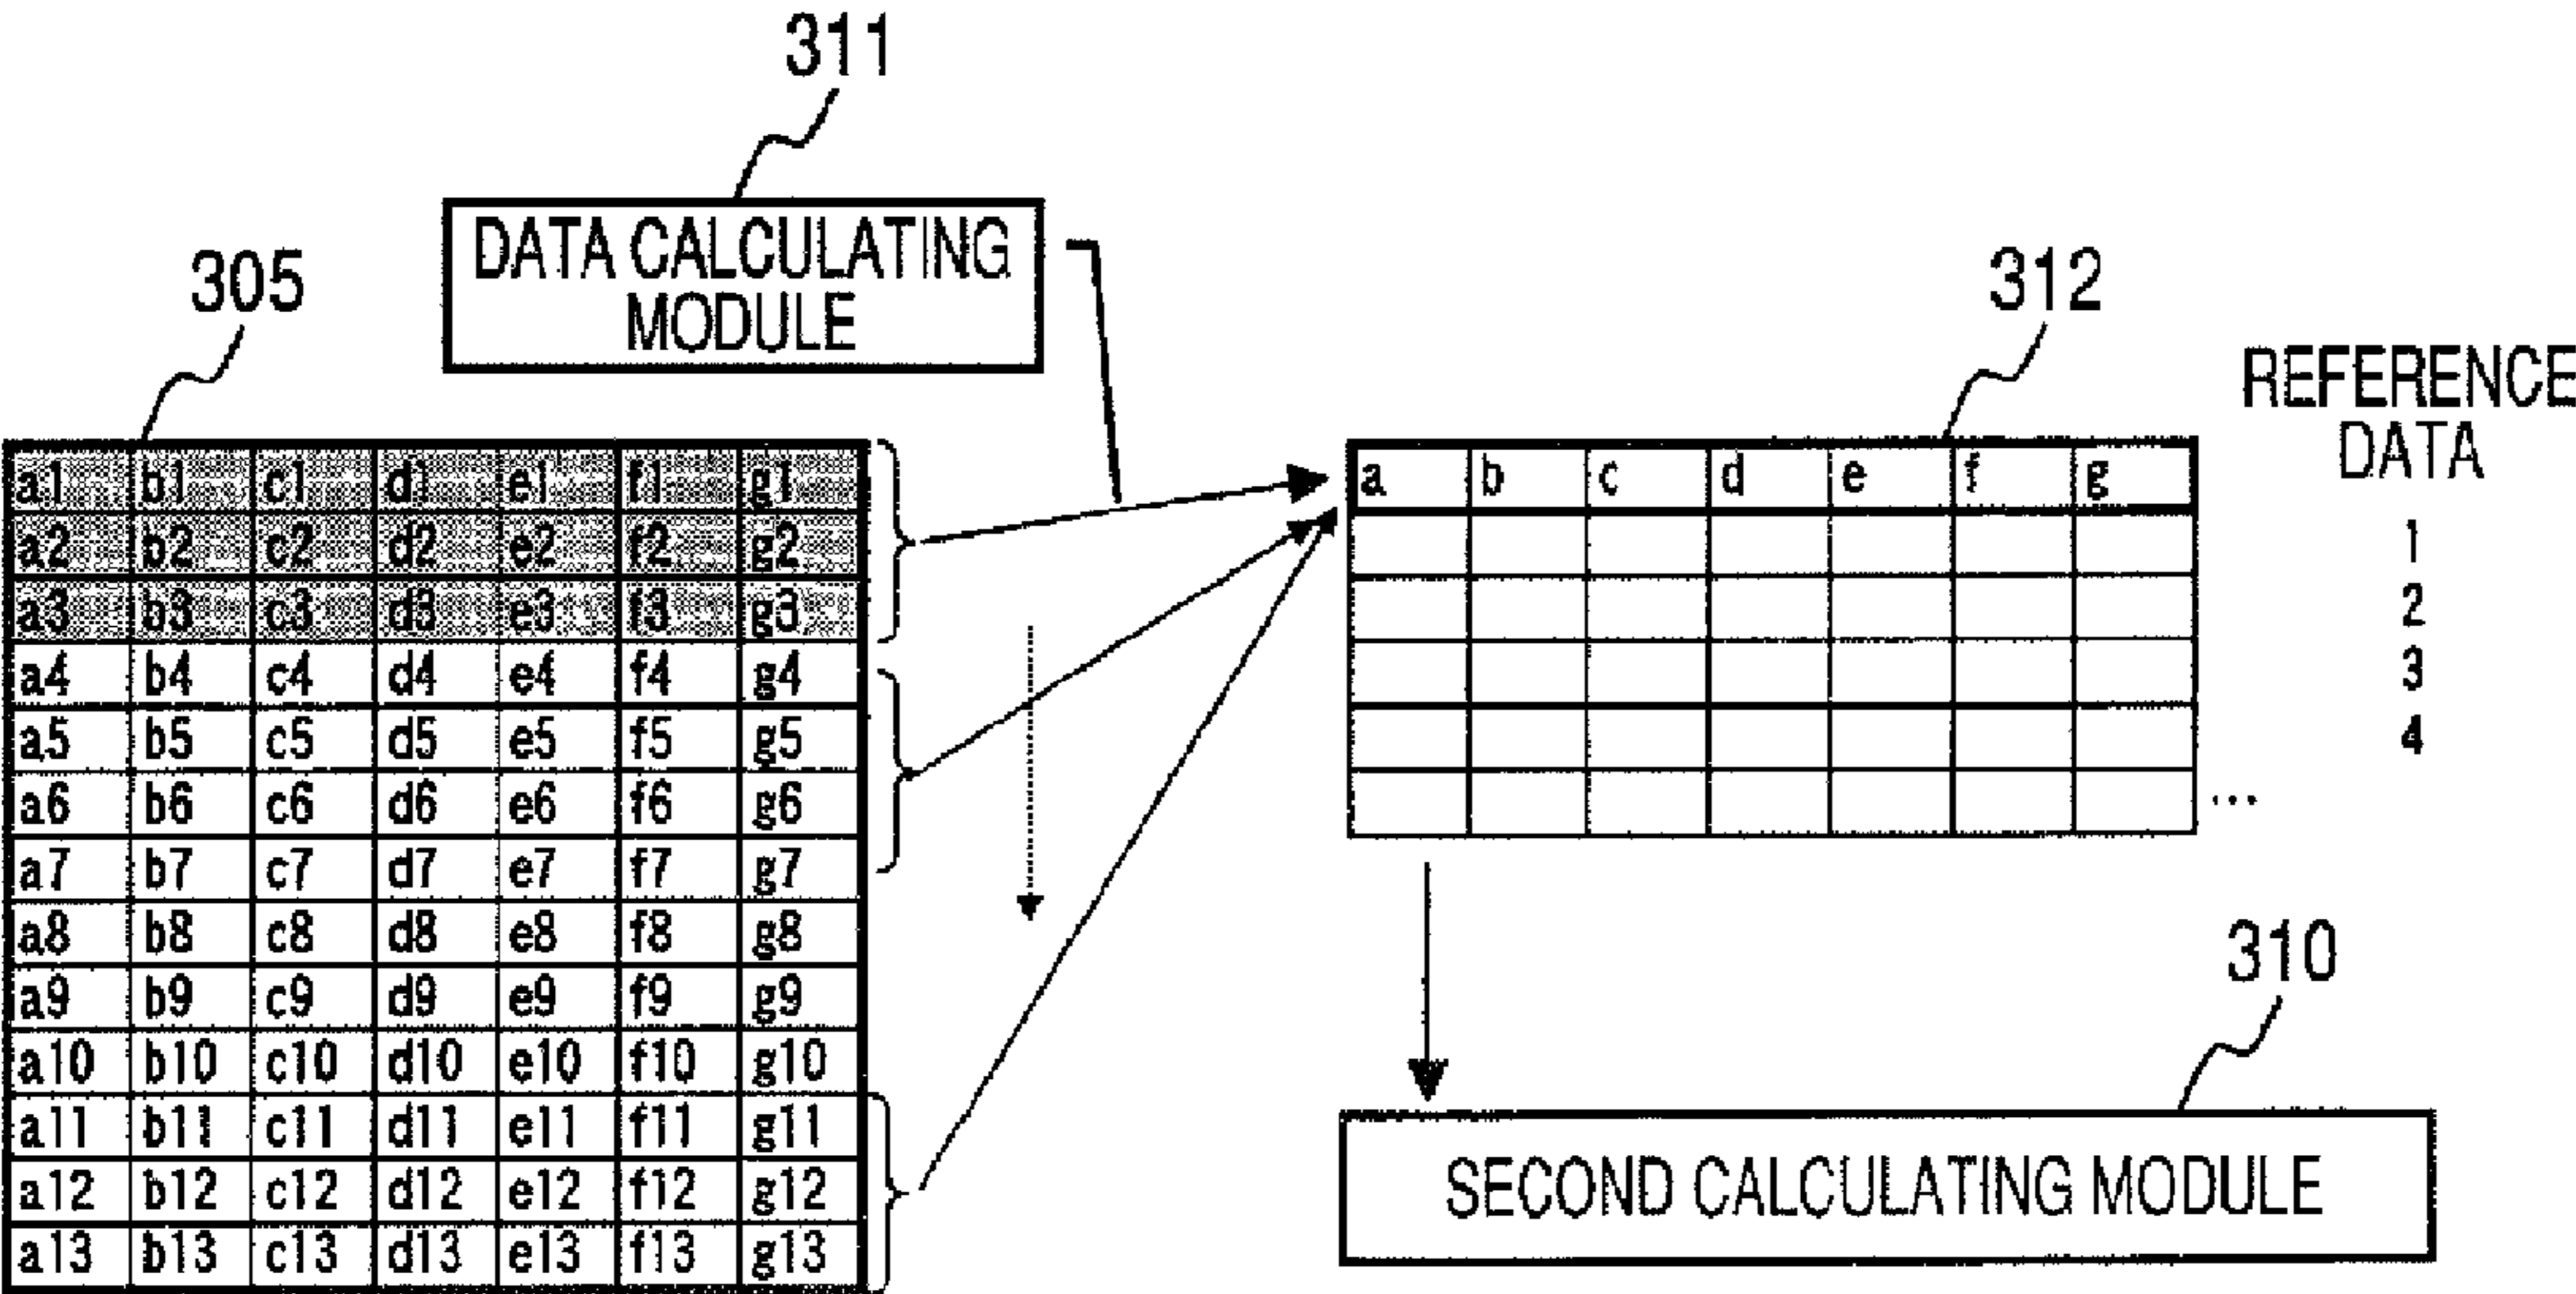 311
DATA CALCULATING
MODULE
305
312
REFERENCE
DATA
a1 b1 c1 d1 e1 f1 g1
a2 b2 c2 d2 e2 f2 g2
a3 b3 c3 d3 e3 f3 g3
a4 b4 c4 d4 e4 f4 g4
a5 b5 c5 d5 e5 f5 g5
a6 b6 c6 d6 e6 f6 g6
a7 b7 c7 d7 e7 f7 g7
a8 b8 c8 d8 e8 f8 g8
a9 b9 c9 d9 e9 f9 g9
a10 b10 c10 d10 e10 f10 g10
a11 b11 c11 d11 e11 f11 g11
a12 b12 c12 d12 e12 f12 g12
a13 b13 c13 d13 e13 f13 g13
a b c d e f g
1
2
3
4
...
310
SECOND CALCULATING MODULE